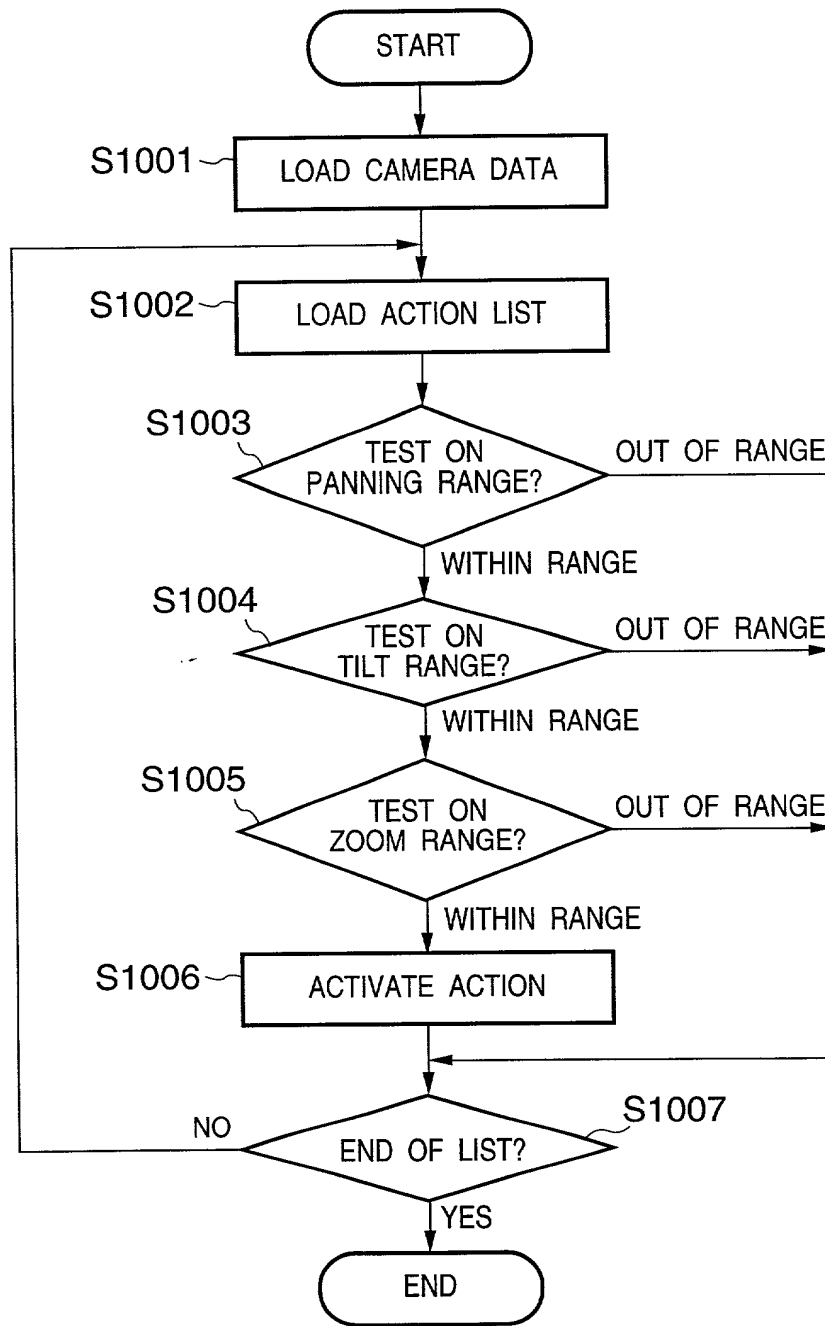 START
S1001
LOAD CAMERA DATA
S1002
LOAD ACTION LIST
S1003
TEST ON
PANNING RANGE?
OUT OF RANGE
WITHIN RANGE
S1004
TEST ON
TILT RANGE?
OUT OF RANGE
WITHIN RANGE
S1005
TEST ON
ZOOM RANGE?
OUT OF RANGE
WITHIN RANGE
S1006
ACTIVATE ACTION
S1007
NO
END OF LIST?
YES
END